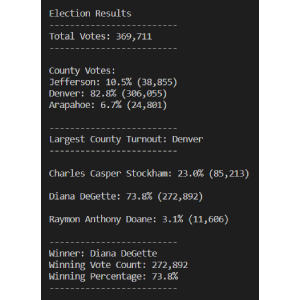 Election Results
-------------------------
Total Votes: 369,711
-------------------------
County Votes:
Jefferson: 10.5% (38,855)
Denver: 82.8% (306,055)
Arapahoe: 6.7% (24,801)
-------------------------
Largest County Turnout: Denver
-------------------------
Charles Casper Stockham: 23.0% (85,213)
Diana DeGette: 73.8% (272,892)
Raymon Anthony Doane: 3.1% (11,606)
-------------------------
Winner: Diana DeGette
Winning Vote Count: 272,892
Winning Percentage: 73.8%
-------------------------